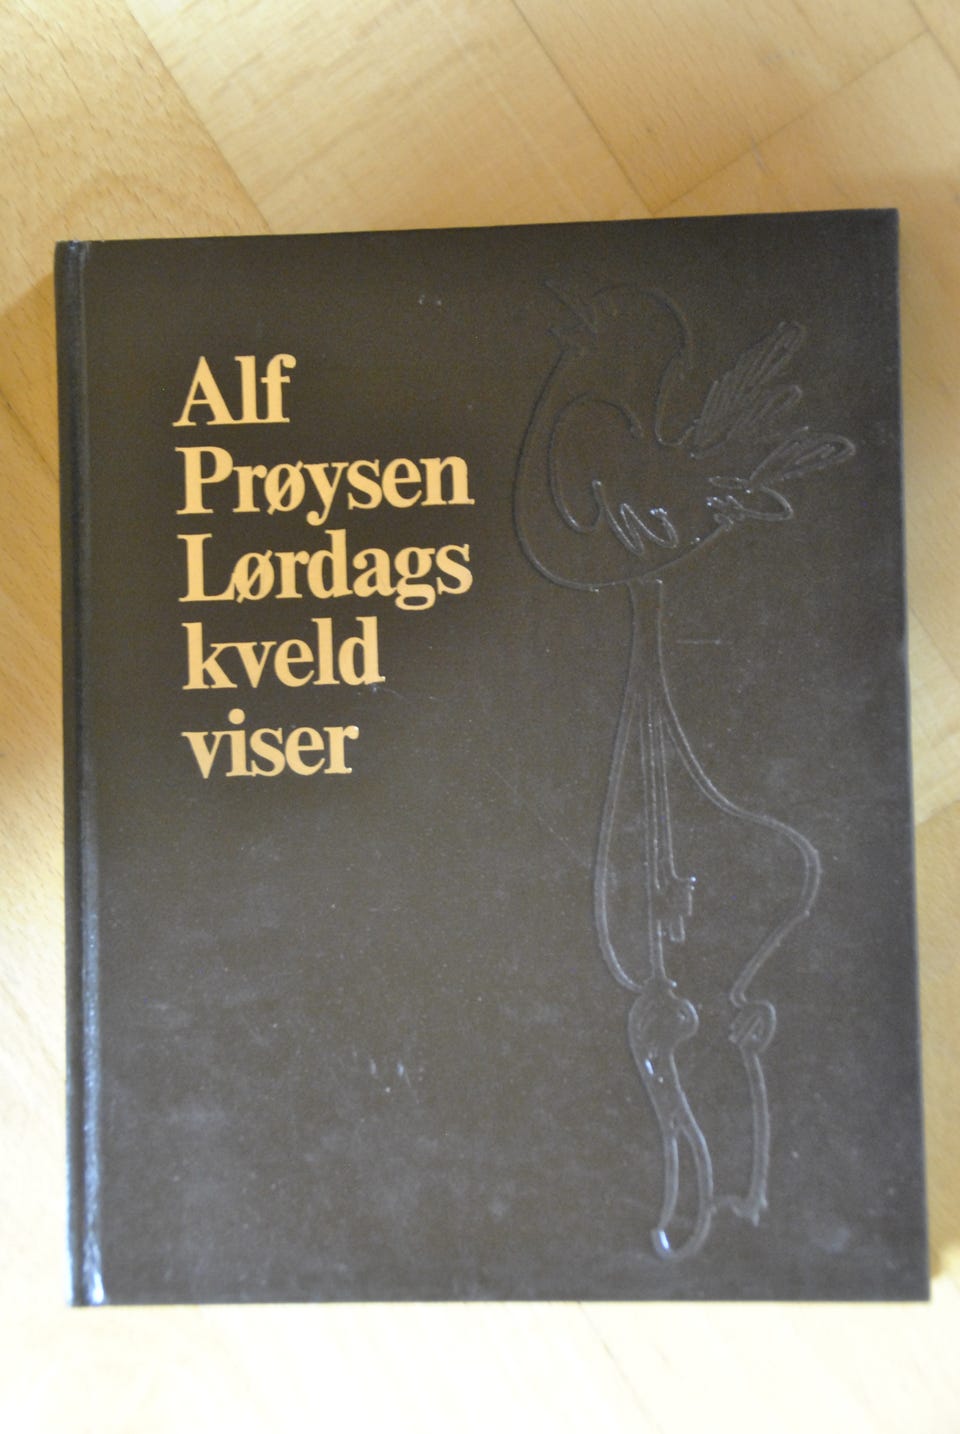 Alf
Prøysen
Lørdags
kveld
viser